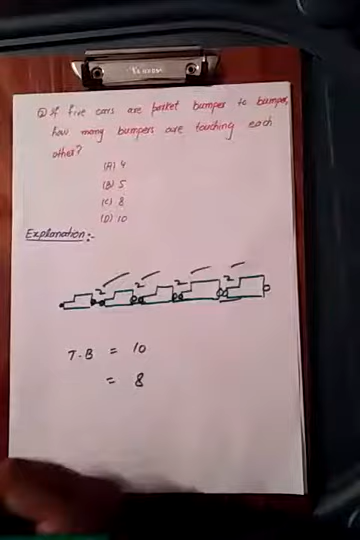 Q) If five cars are parket bumper to bumper,
how many bumpers are touching each
other?
(A) 4
(B) 5
(C) 8
(D) 10
Explanation:-
2 2 2 2
T.B = 10
= 8